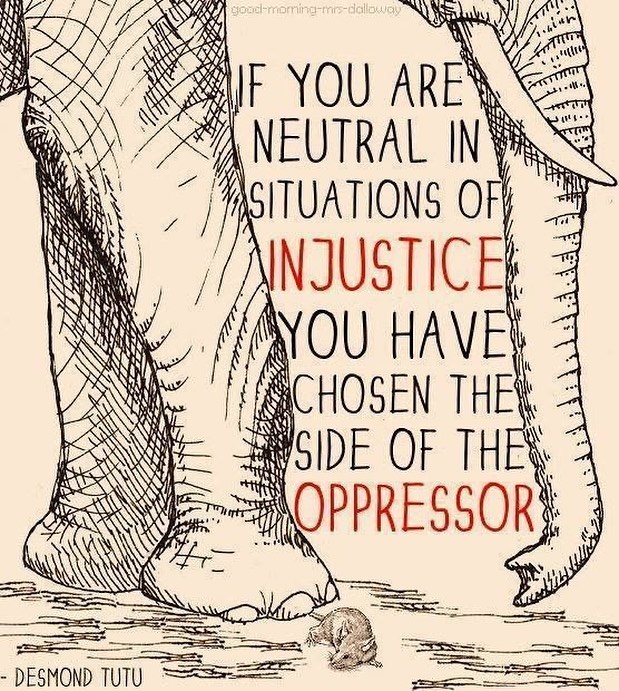 good-morning-mrs-dalloway
IF YOU ARE
NEUTRAL IN
SITUATIONS OF
INJUSTICE
YOU HAVE
CHOSEN THE
SIDE OF THE
OPPRESSOR
- DESMOND TUTU